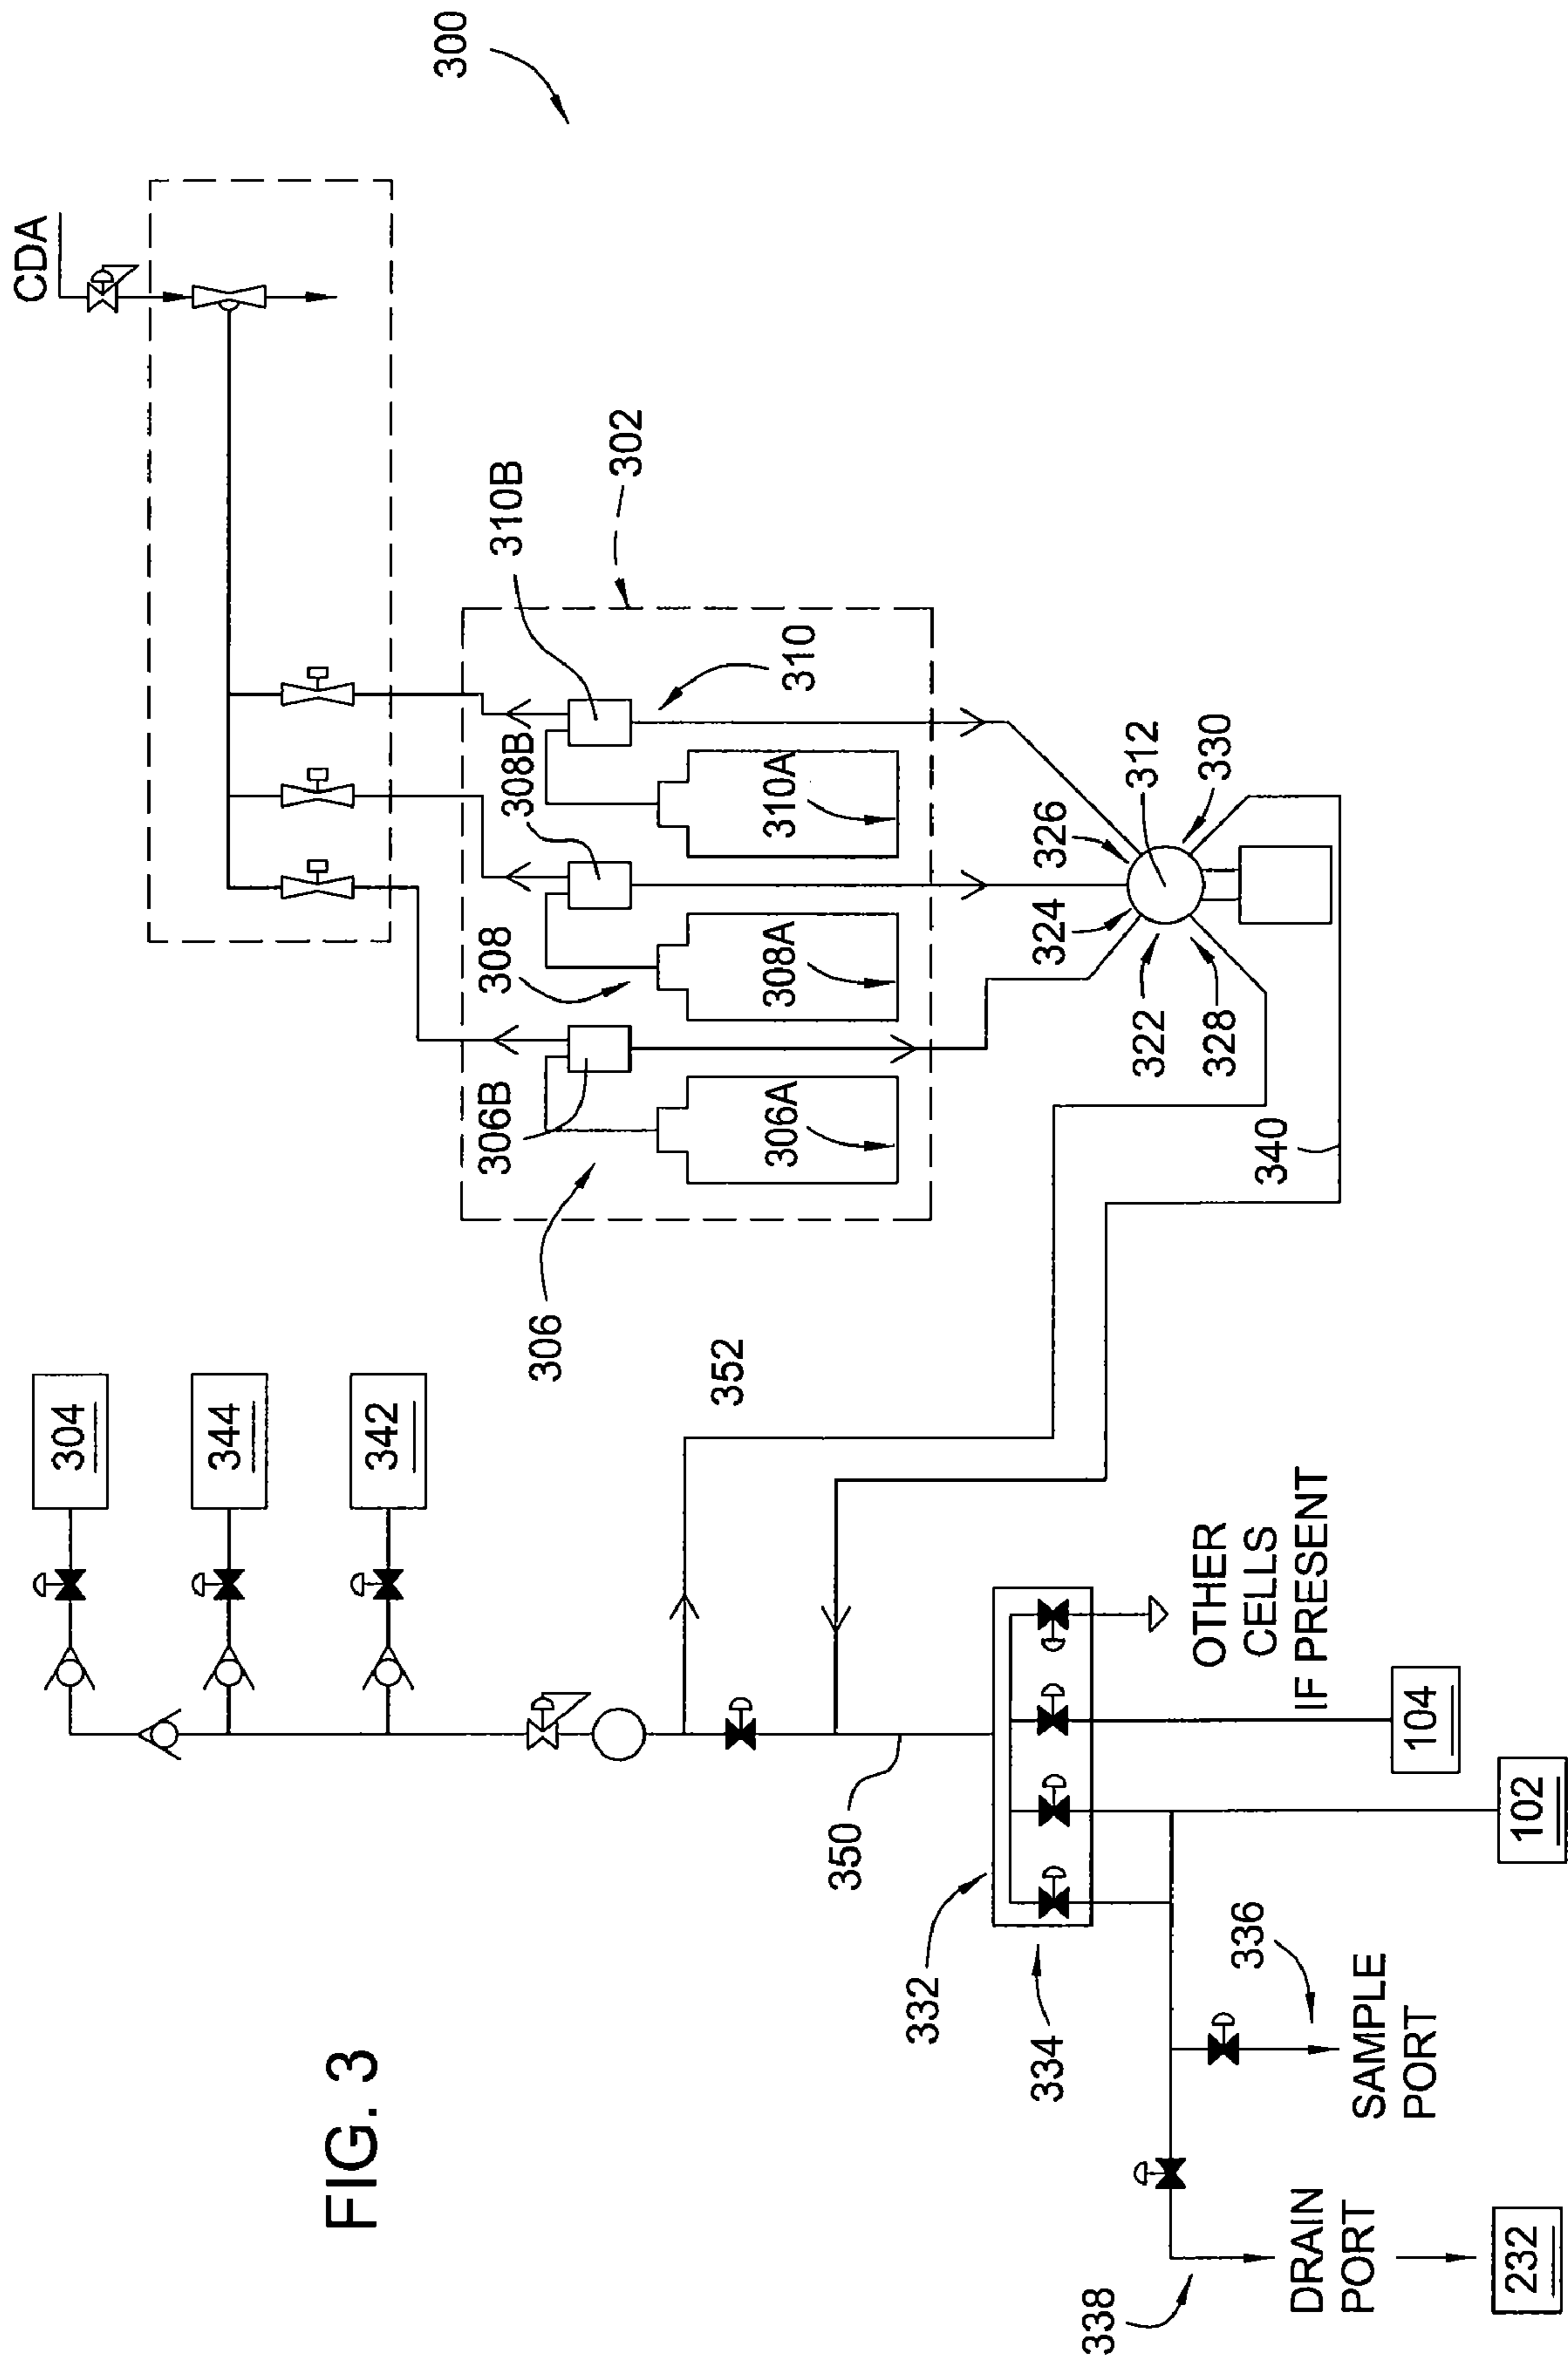 FIG. 3
300
CDA
302
310B
308B
306B
310
308
306
310A
308A
306A
312
330
326
324
322
328
340
304
344
342
352
350
332
334
336
338
OTHER
CELLS
IF PRESENT
104
102
SAMPLE
PORT
DRAIN
PORT
232